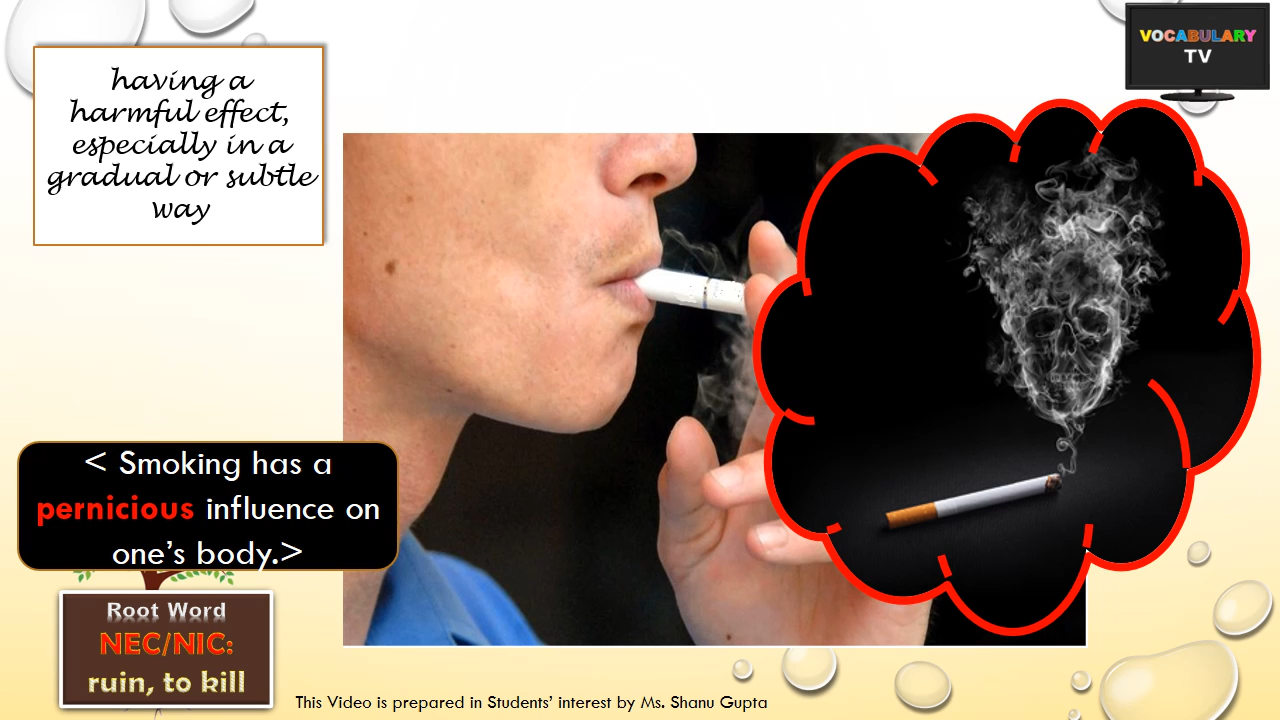 VOCABULARY
TV
having a
harmful effect,
especially in a
gradual or subtle
way
< Smoking has a
pernicious influence on
one's body.>
Root Word
NEC/NIC:
ruin, to kill
This Video is prepared in Students' interest by Ms. Shanu Gupta